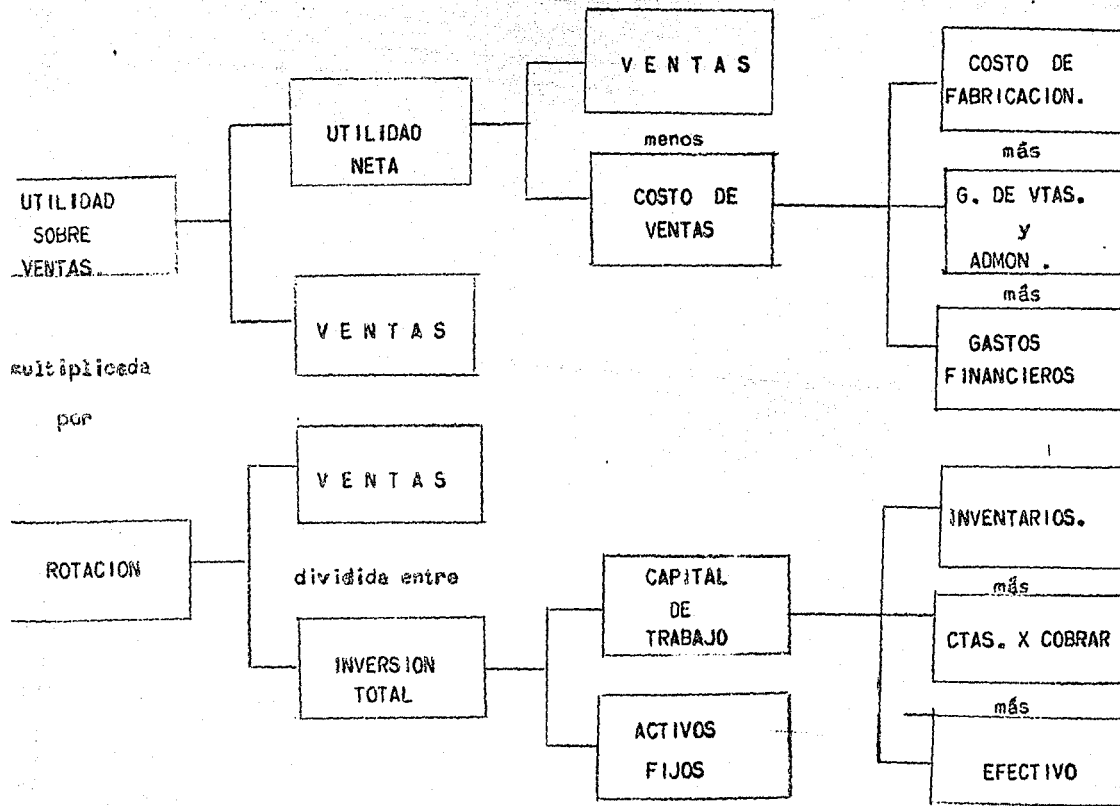 V E N T A S
COSTO DE
FABRICACION.
UTILIDAD
NETA
menos
más
UTILIDAD
SOBRE
VENTAS.
COSTO DE
VENTAS
G. DE VTAS.
y
ADMON .
más
V E N T A S
GASTOS
FINANCIEROS
multiplicada
por
V E N T A S
INVENTARIOS.
ROTACION
dividida entre
CAPITAL
DE
TRABAJO
más
CTAS. X COBRAR
INVERSION
TOTAL
más
ACTIVOS
FIJOS
EFECTIVO